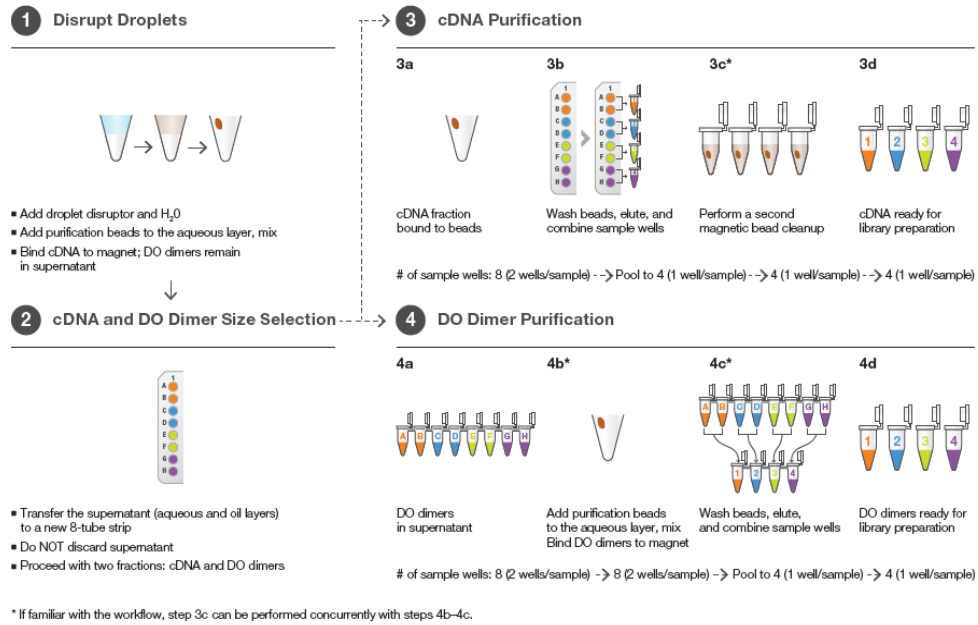 1 Disrupt Droplets
■ Add droplet disruptor and H₂0
■ Add purification beads to the aqueous layer, mix
■ Bind cDNA to magnet; DO dimers remain
in supernatant
2 cDNA and DO Dimer Size Selection
1
A
B
C
D
E
F
G
H
■ Transfer the supernatant (aqueous and oil layers)
to a new 8-tube strip
■ Do NOT discard supernatant
■ Proceed with two fractions: cDNA and DO dimers
3 cDNA Purification
3a
cDNA fraction
bound to beads
3b
1 1
A A
B B
C C
D D
E E
F F
G G
H H
Wash beads, elute, and
combine sample wells
3c*
Perform a second
magnetic bead cleanup
3d
1 2 3 4
cDNA ready for
library preparation
# of sample wells: 8 (2 wells/sample) - -> Pool to 4 (1 well/sample) - -> 4 (1 well/sample) - -> 4 (1 well/sample)
4 DO Dimer Purification
4a
A B C D E F G H
DO dimers
in supernatant
4b*
Add purification beads
to the aqueous layer, mix
Bind DO dimers to magnet
4c*
A B C D E F G H
1 2 3 4
Wash beads, elute,
and combine sample wells
4d
1 2 3 4
DO dimers ready for
library preparation
# of sample wells: 8 (2 wells/sample) -> 8 (2 wells/sample) - -> Pool to 4 (1 well/sample) - -> 4 (1 well/sample)
* If familiar with the workflow, step 3c can be performed concurrently with steps 4b–4c.